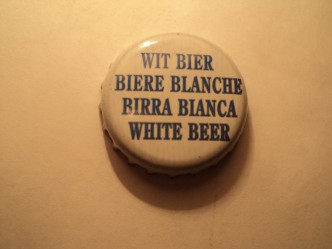 WIT BIER
BIERE BLANCHE
BIRRA BIANCA
WHITE BEER